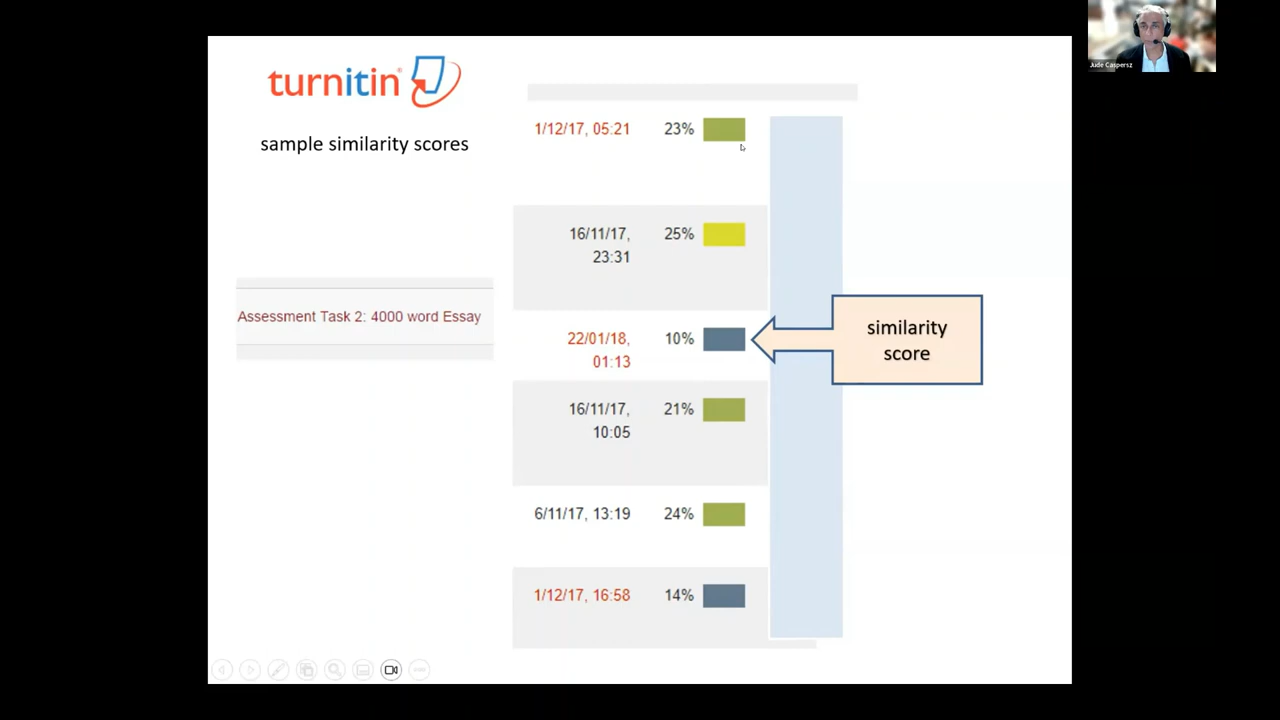 Jude Caspersz
turnitin
sample similarity scores
1/12/17, 05:21 23%
16/11/17, 25%
23:31
Assessment Task 2: 4000 word Essay
22/01/18, 10%
01:13
similarity
score
16/11/17, 21%
10:05
6/11/17, 13:19 24%
1/12/17, 16:58 14%